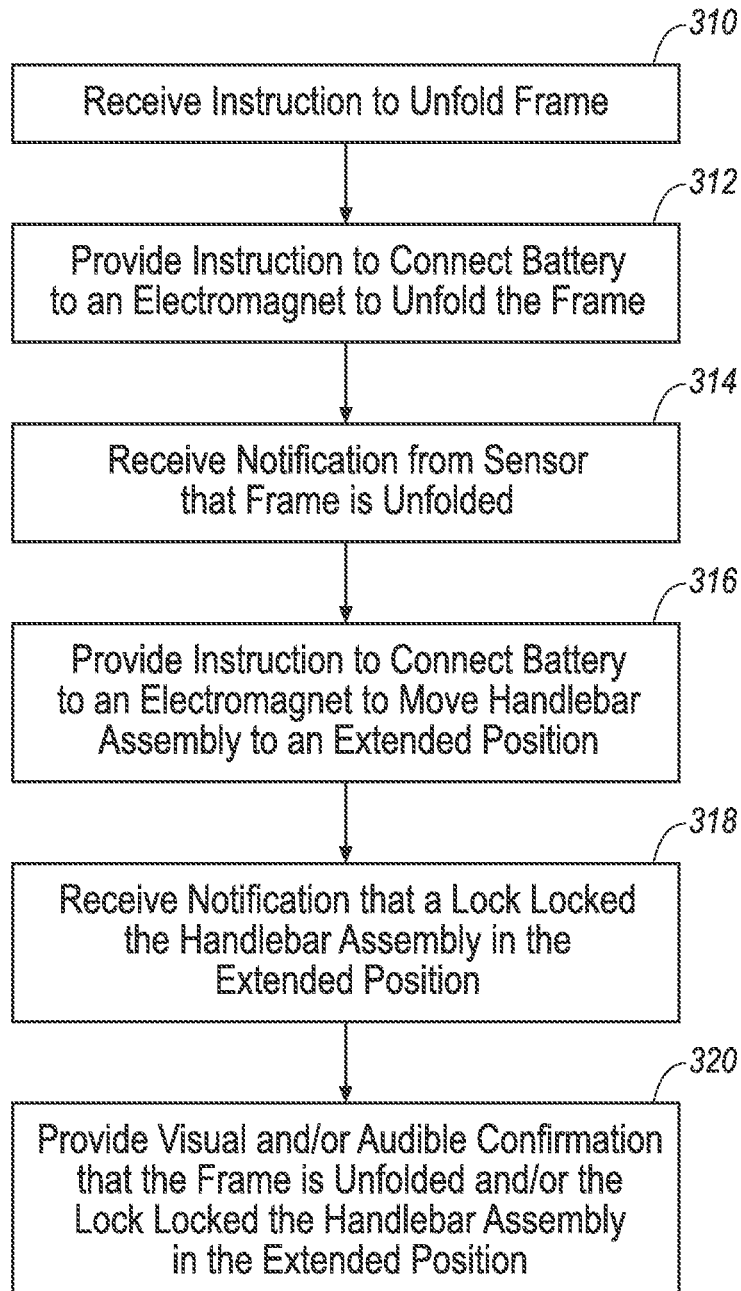 310
Receive Instruction to Unfold Frame
312
Provide Instruction to Connect Battery
to an Electromagnet to Unfold the Frame
314
Receive Notification from Sensor
that Frame is Unfolded
316
Provide Instruction to Connect Battery
to an Electromagnet to Move Handlebar
Assembly to an Extended Position
318
Receive Notification that a Lock Locked
the Handlebar Assembly in the
Extended Position
320
Provide Visual and/or Audible Confirmation
that the Frame is Unfolded and/or the
Lock Locked the Handlebar Assembly
in the Extended Position